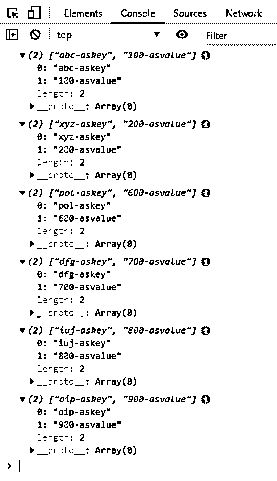 Elements Console Sources Network
top Filter
(2) ["abc-askey", "100-asvalue"]
0: "abc-askey"
1: "100-asvalue"
length: 2
__proto__: Array(0)
(2) ["xyz-askey", "200-asvalue"]
0: "xyz-askey"
1: "200-asvalue"
length: 2
__proto__: Array(0)
(2) ["pol-askey", "600-asvalue"]
0: "pol-askey"
1: "600-asvalue"
length: 2
__proto__: Array(0)
(2) ["dfg-askey", "700-asvalue"]
0: "dfg-askey"
1: "700-asvalue"
length: 2
__proto__: Array(0)
(2) ["iuj-askey", "800-asvalue"]
0: "iuj-askey"
1: "800-asvalue"
length: 2
__proto__: Array(0)
(2) ["oip-askey", "900-asvalue"]
0: "oip-askey"
1: "900-asvalue"
length: 2
__proto__: Array(0)